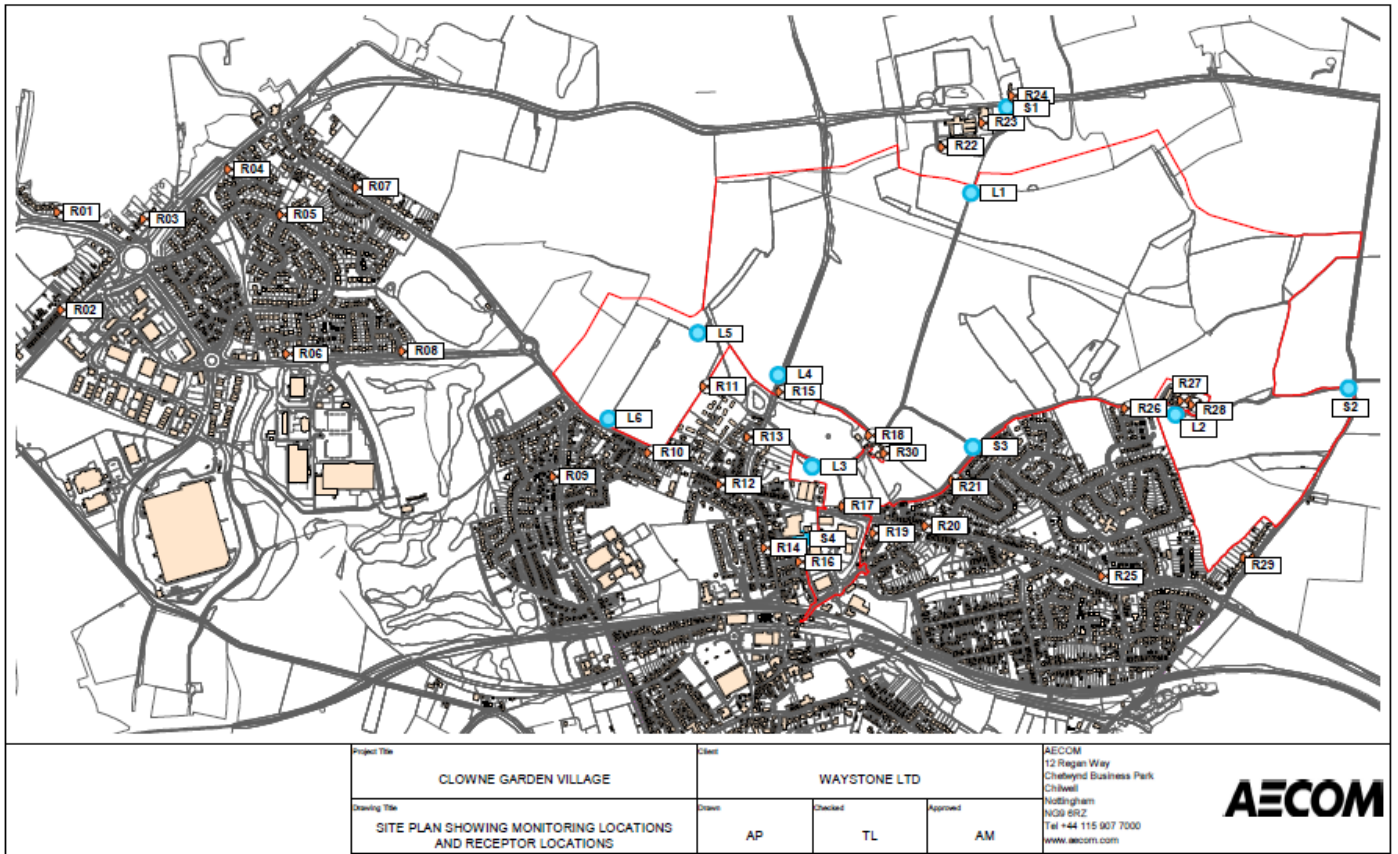 R24
S1
R23
R22
R04
R07
L1
R01
R03
R05
R02
L5
R06
R08
L4
R11
R15
R27
S2
R26
R28
L2
L6
R13
R18
R10
R30
S3
L3
R09
R12
R21
R17
R20
R19
S4
R14
R16
R29
R25
Project Title
CLOWNE GARDEN VILLAGE
Client
WAYSTONE LTD
Drawing Title
SITE PLAN SHOWING MONITORING LOCATIONS
AND RECEPTOR LOCATIONS
Drawn
AP
Checked
TL
Approved
AM
AECOM
12 Regan Way
Chetwynd Business Park
Chilwell
Nottingham
NG9 6RZ
Tel +44 115 907 7000
www.aecom.com
AECOM